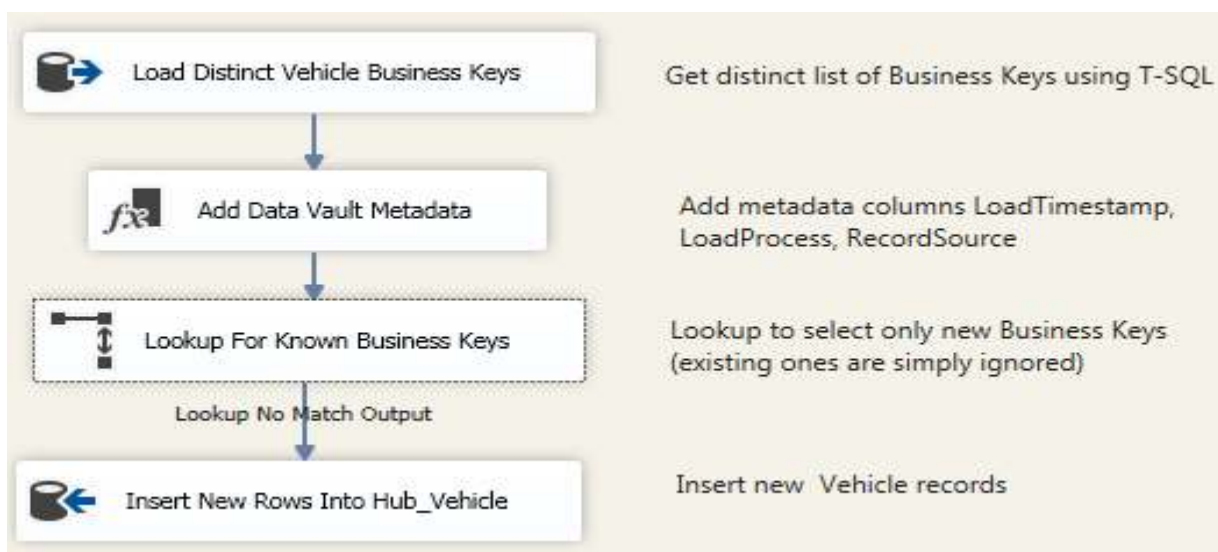 Load Distinct Vehicle Business Keys
Get distinct list of Business Keys using T-SQL
Add Data Vault Metadata
Add metadata columns LoadTimestamp,
LoadProcess, RecordSource
Lookup For Known Business Keys
Lookup to select only new Business Keys
(existing ones are simply ignored)
Lookup No Match Output
Insert New Rows Into Hub_Vehicle
Insert new Vehicle records